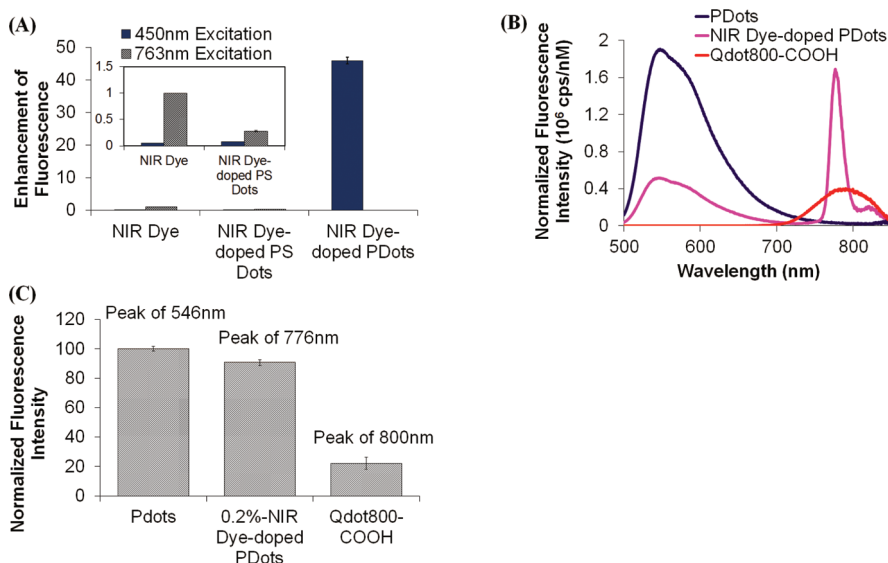 (A)
450nm Excitation
763nm Excitation
Enhancement of
Fluorescence
50
40
30
20
10
0
1.5
1
0.5
0
NIR Dye
NIR Dye-
doped PS
Dots
NIR Dye
NIR Dye-
doped PS
Dots
NIR Dye-
doped PDots
(B)
PDots
NIR Dye-doped PDots
Qdot800-COOH
Normalized Fluorescence
Intensity (10⁶ cps/nM)
2
1.6
1.2
0.8
0.4
0
500
600
700
800
Wavelength (nm)
(C)
Normalized Fluorescence
Intensity
120
100
80
60
40
20
0
Peak of 546nm
Peak of 776nm
Peak of 800nm
Pdots
0.2%-NIR
Dye-doped
PDots
Qdot800-
COOH